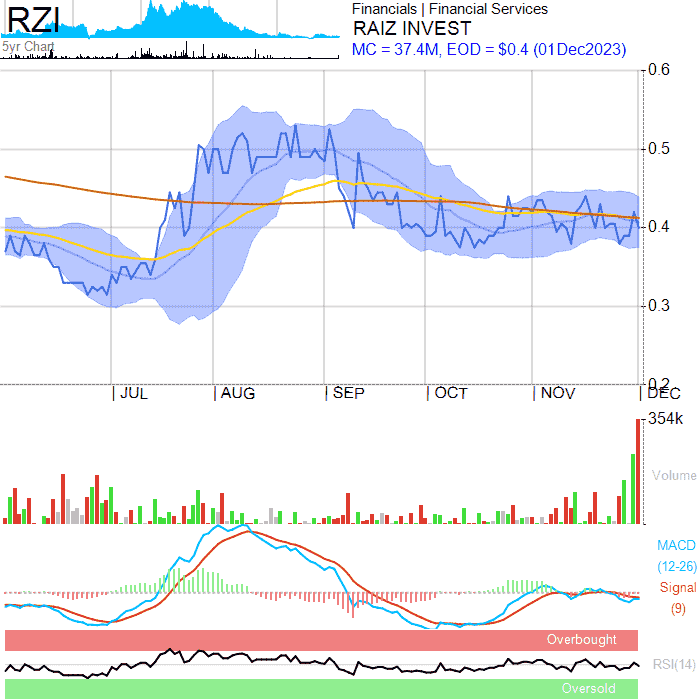 RZI
Financials | Financial Services
RAIZ INVEST
5yr Chart
MC = 37.4M, EOD = $0.4 (01Dec2023)
0.6
0.5
0.4
0.3
0.2
| JUL | AUG | SEP | OCT | NOV | DEC
354k
Volume
MACD
(12-26)
Signal
(9)
Overbought
RSI(14)
Oversold